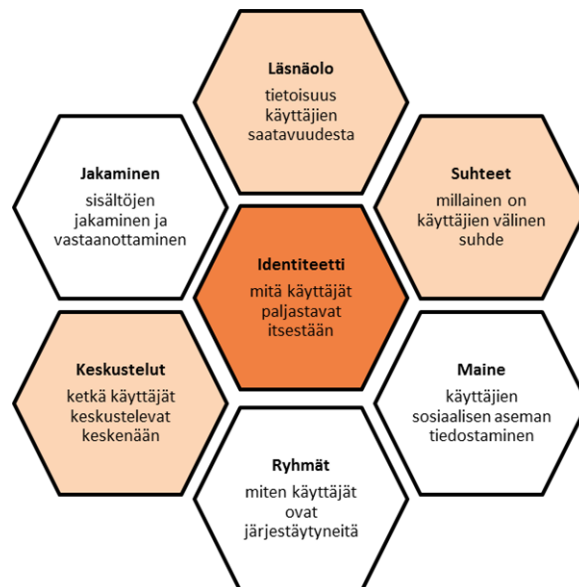 Läsnäolo
tietoisuus
käyttäjien
saatavuudesta
Jakaminen
sisältöjen
jakaminen ja
vastaanottaminen
Suhteet
millainen on
käyttäjien välinen
suhde
Identiteetti
mitä käyttäjät
paljastavat
itsestään
Keskustelut
ketkä käyttäjät
keskustelevat
keskenään
Maine
käyttäjien
sosiaalisen aseman
tiedostaminen
Ryhmät
miten käyttäjät
ovat
järjestäytyneitä